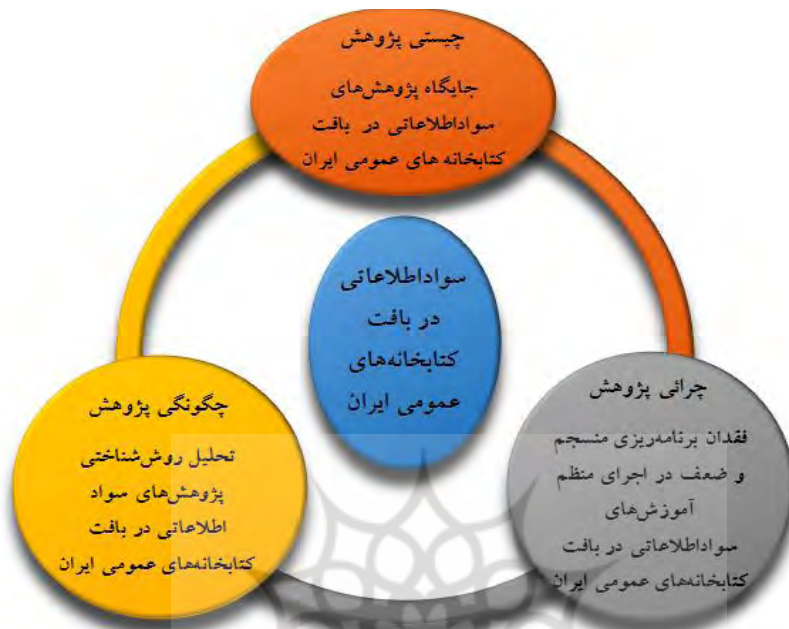 چیستی پژوهش
جایگاه پژوهش‌های
سواداطلاعاتی در بافت
کتابخانه های عمومی ایران
سواداطلاعاتی
در بافت
کتابخانه‌های
عمومی ایران
چرائی پژوهش
فقدان برنامه‌ریزی منسجم
و ضعف در اجرای منظم
آموزش‌های
سواداطلاعاتی در بافت
کتابخانه‌های عمومی ایران
چگونگی پژوهش
تحلیل روش‌شناختی
پژوهش‌های سواد
اطلاعاتی در بافت
کتابخانه‌های عمومی ایران